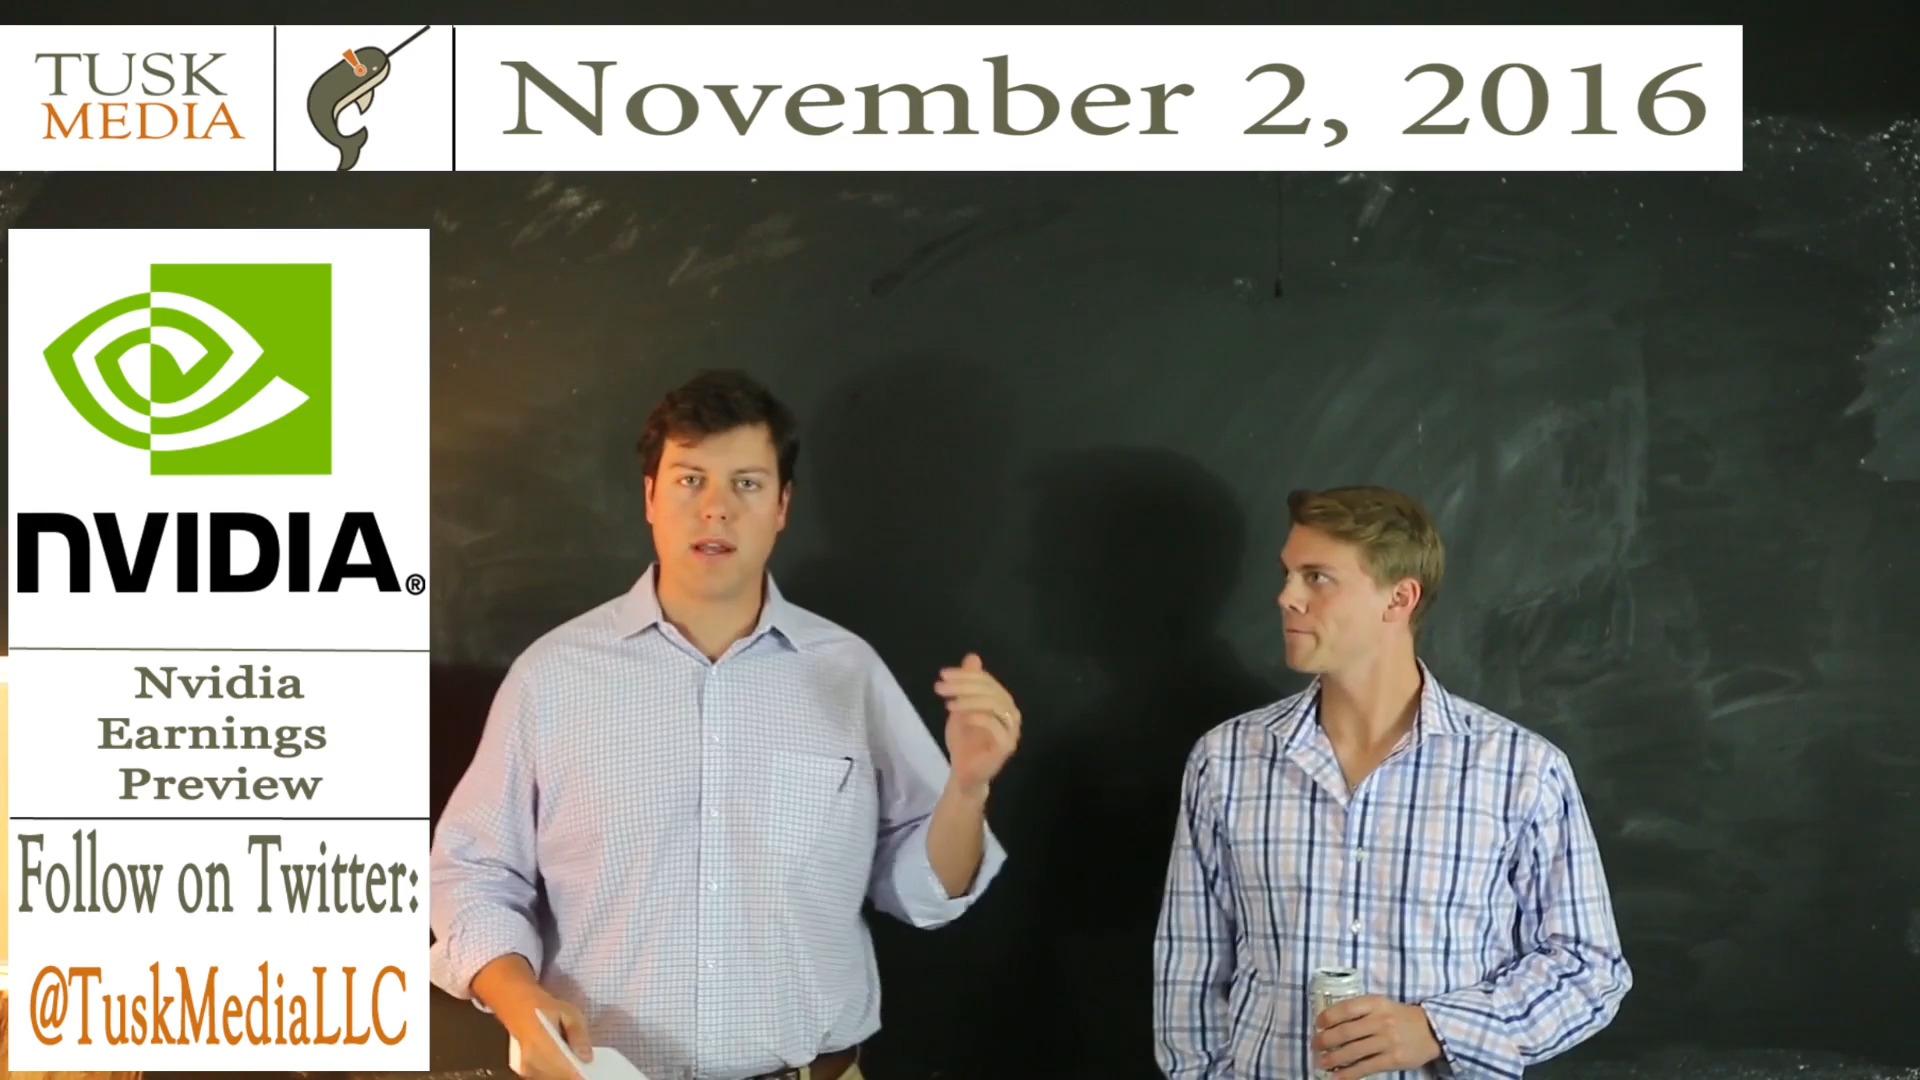 TUSK
MEDIA
November 2, 2016
NVIDIA®
Nvidia
Earnings
Preview
Follow on Twitter:
@TuskMediaLLC